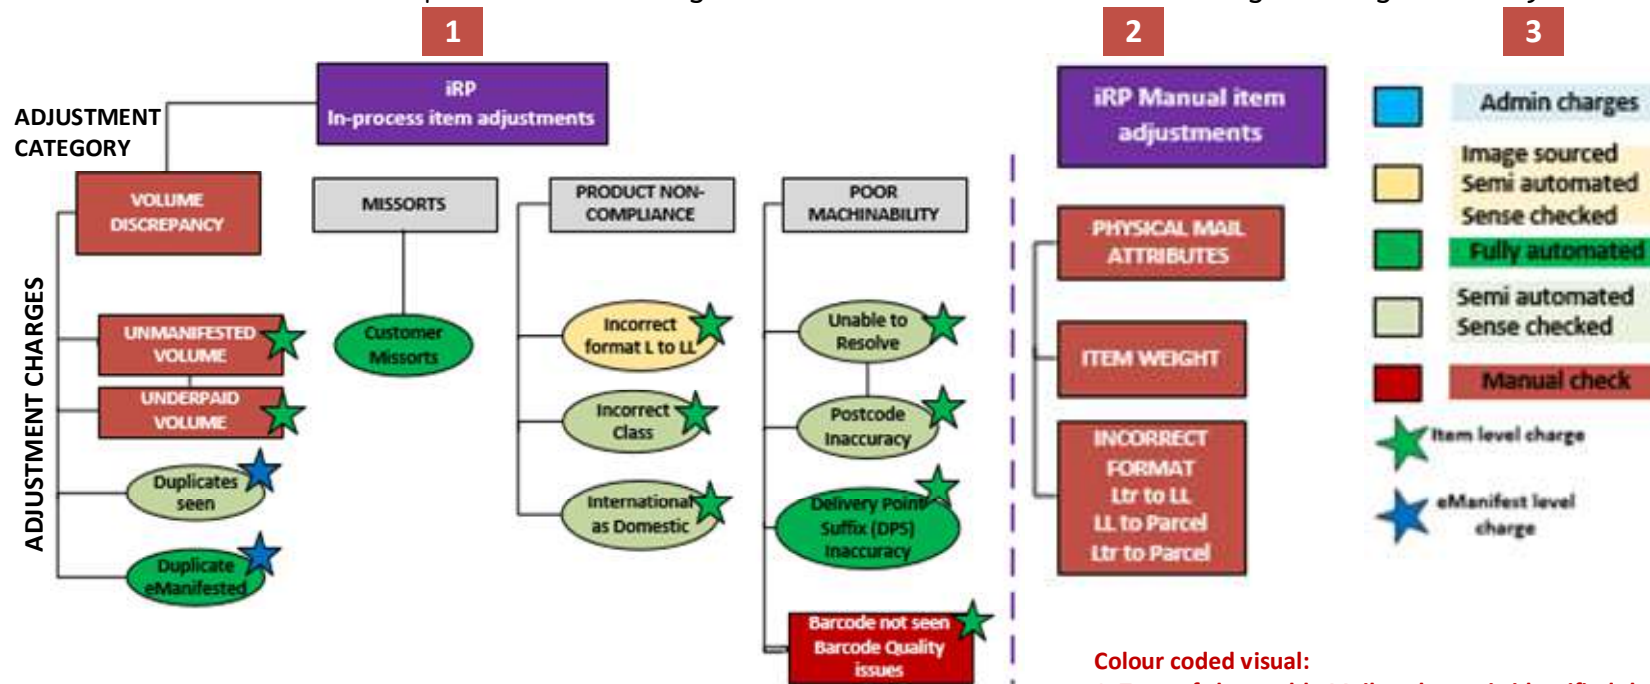 1
2
3
iRP
In-process item adjustments
ADJUSTMENT
CATEGORY
ADJUSTMENT CHARGES
VOLUME
DISCREPANCY
MISSORTS
PRODUCT NON-
COMPLIANCE
POOR
MACHINABILITY
UNMANIFESTED
VOLUME
UNDERPAID
VOLUME
Duplicates
seen
Duplicate
eManifested
Customer
Missorts
Incorrect
format L to LL
Incorrect
Class
International
as Domestic
Unable to
Resolve
Postcode
Inaccuracy
Delivery Point
Suffix (DPS)
Inaccuracy
Barcode not seen
Barcode Quality
issues
iRP Manual item
adjustments
PHYSICAL MAIL
ATTRIBUTES
ITEM WEIGHT
INCORRECT
FORMAT
Ltr to LL
LL to Parcel
Ltr to Parcel
Admin charges
Image sourced
Semi automated
Sense checked
Fully automated
Semi automated
Sense checked
Manual check
Item level charge
eManifest level
charge
Colour coded visual: